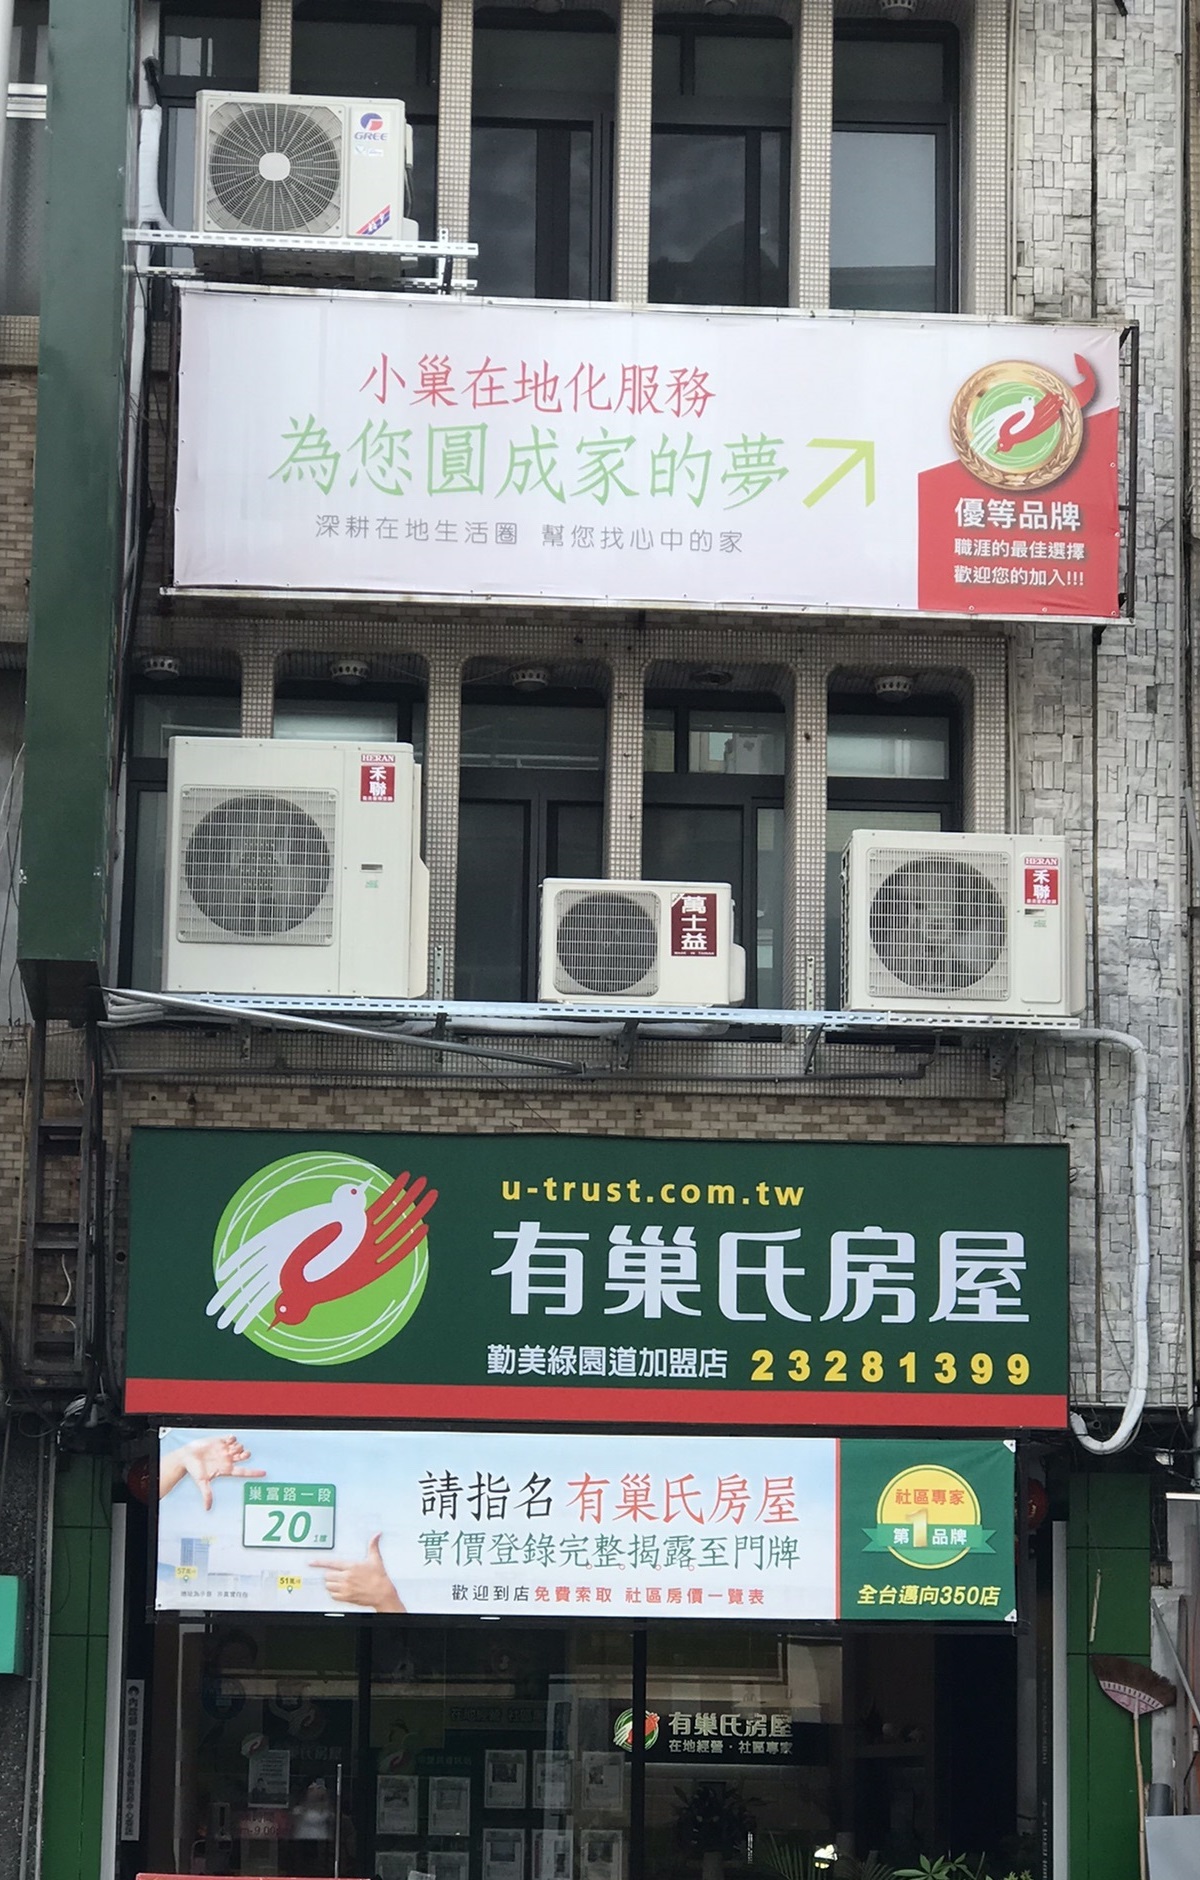 GREE
小巢在地化服務
為您圓成家的夢
深耕在地生活圈 幫您找心中的家
優等品牌
職涯的最佳選擇
歡迎您的加入!!!
HERAN
禾聯
萬士益
MADE IN TAIWAN
HERAN
禾聯
u-trust.com.tw
有巢氏房屋
勤美綠園道加盟店 23281399
巢富路一段
20 1樓
請指名 有巢氏房屋
實價登錄完整揭露至門牌
歡迎到店免費索取 社區房價一覽表
社區專家
第1品牌
全台邁向350店
有巢氏房屋
在地經營·社區專家